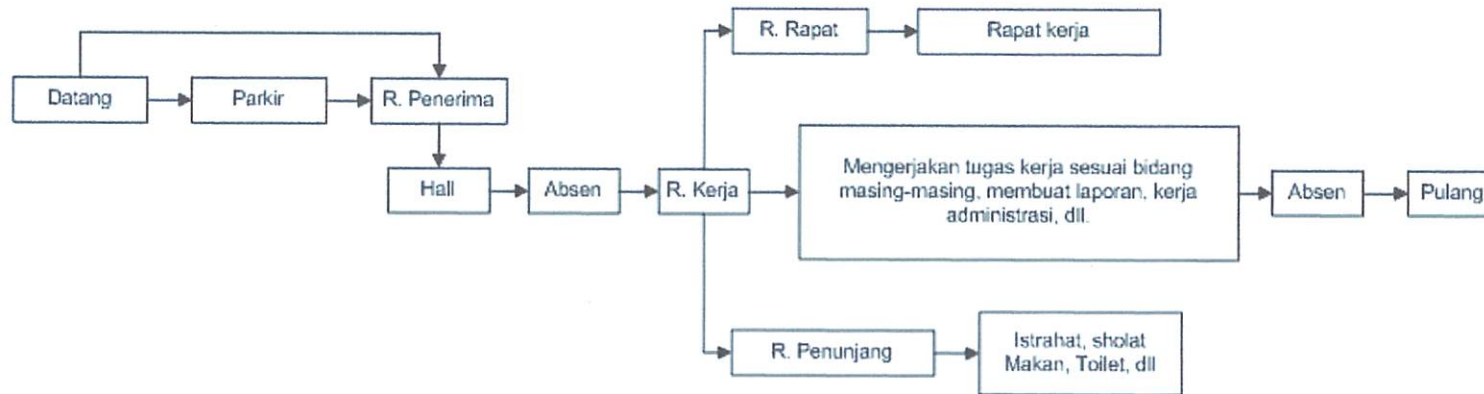 R. Rapat
Rapat kerja
Datang
Parkir
R. Penerima
Hall
Absen
R. Kerja
Mengerjakan tugas kerja sesuai bidang
masing-masing, membuat laporan, kerja
administrasi, dll.
Absen
Pulang
R. Penunjang
Istrahat, sholat
Makan, Toilet, dll